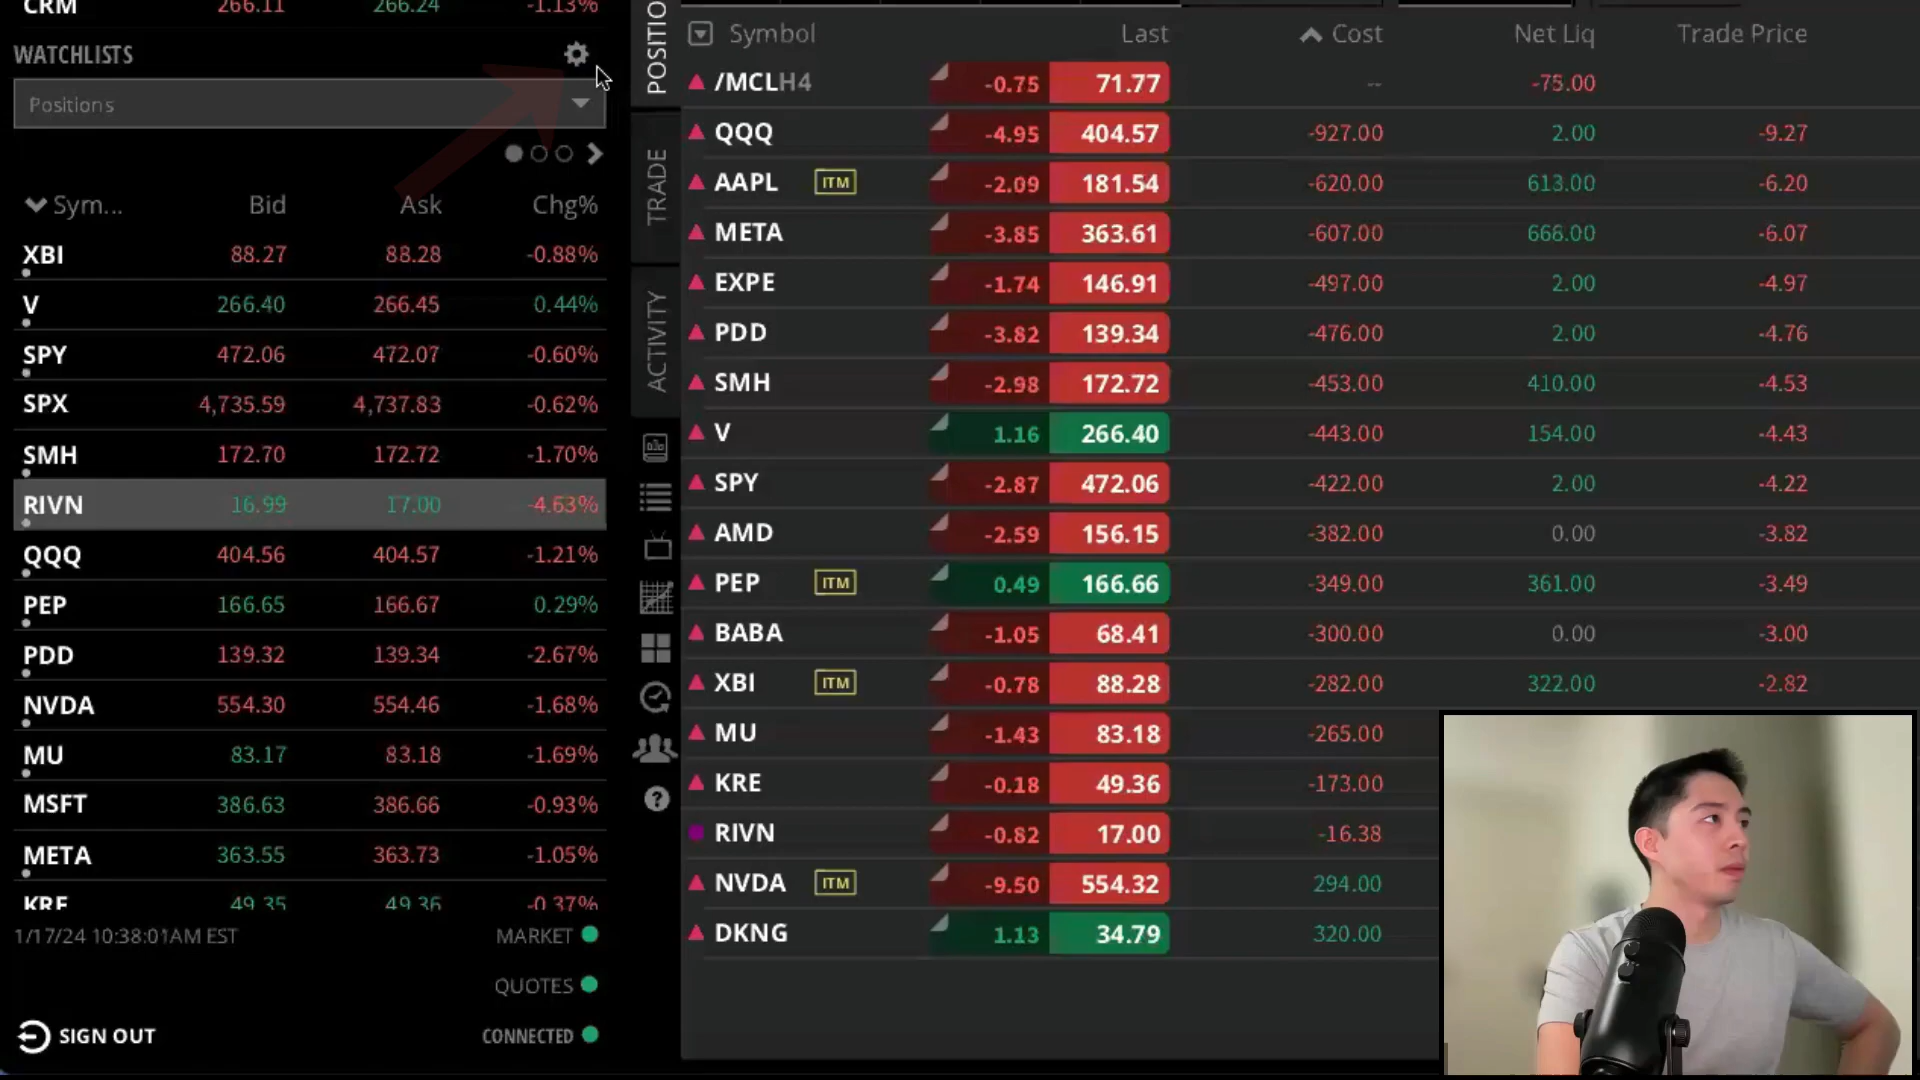 CRM 266.11 266.24 -1.13%
WATCHLISTS
Positions
Sym... Bid Ask Chg%
XBI 88.27 88.28 -0.88%
V 266.40 266.45 0.44%
SPY 472.06 472.07 -0.60%
SPX 4,735.59 4,737.83 -0.62%
SMH 172.70 172.72 -1.70%
RIVN 16.99 17.00 -4.63%
QQQ 404.56 404.57 -1.21%
PEP 166.65 166.67 0.29%
PDD 139.32 139.34 -2.67%
NVDA 554.30 554.46 -1.68%
MU 83.17 83.18 -1.69%
MSFT 386.63 386.66 -0.93%
META 363.55 363.73 -1.05%
KRE 49.35 49.36 -0.37%
1/17/24 10:38:01AM EST MARKET
QUOTES
SIGN OUT CONNECTED
POSITIO
TRADE
ACTIVITY
Symbol Last Cost Net Liq Trade Price
/MCLH4 -0.75 71.77 -- -75.00
QQQ -4.95 404.57 -927.00 2.00 -9.27
AAPL ITM -2.09 181.54 -620.00 613.00 -6.20
META -3.85 363.61 -607.00 666.00 -6.07
EXPE -1.74 146.91 -497.00 2.00 -4.97
PDD -3.82 139.34 -476.00 2.00 -4.76
SMH -2.98 172.72 -453.00 410.00 -4.53
V 1.16 266.40 -443.00 154.00 -4.43
SPY -2.87 472.06 -422.00 2.00 -4.22
AMD -2.59 156.15 -382.00 0.00 -3.82
PEP ITM 0.49 166.66 -349.00 361.00 -3.49
BABA -1.05 68.41 -300.00 0.00 -3.00
XBI ITM -0.78 88.28 -282.00 322.00 -2.82
MU -1.43 83.18 -265.00
KRE -0.18 49.36 -173.00
RIVN -0.82 17.00 -16.38
NVDA ITM -9.50 554.32 294.00
DKNG 1.13 34.79 320.00